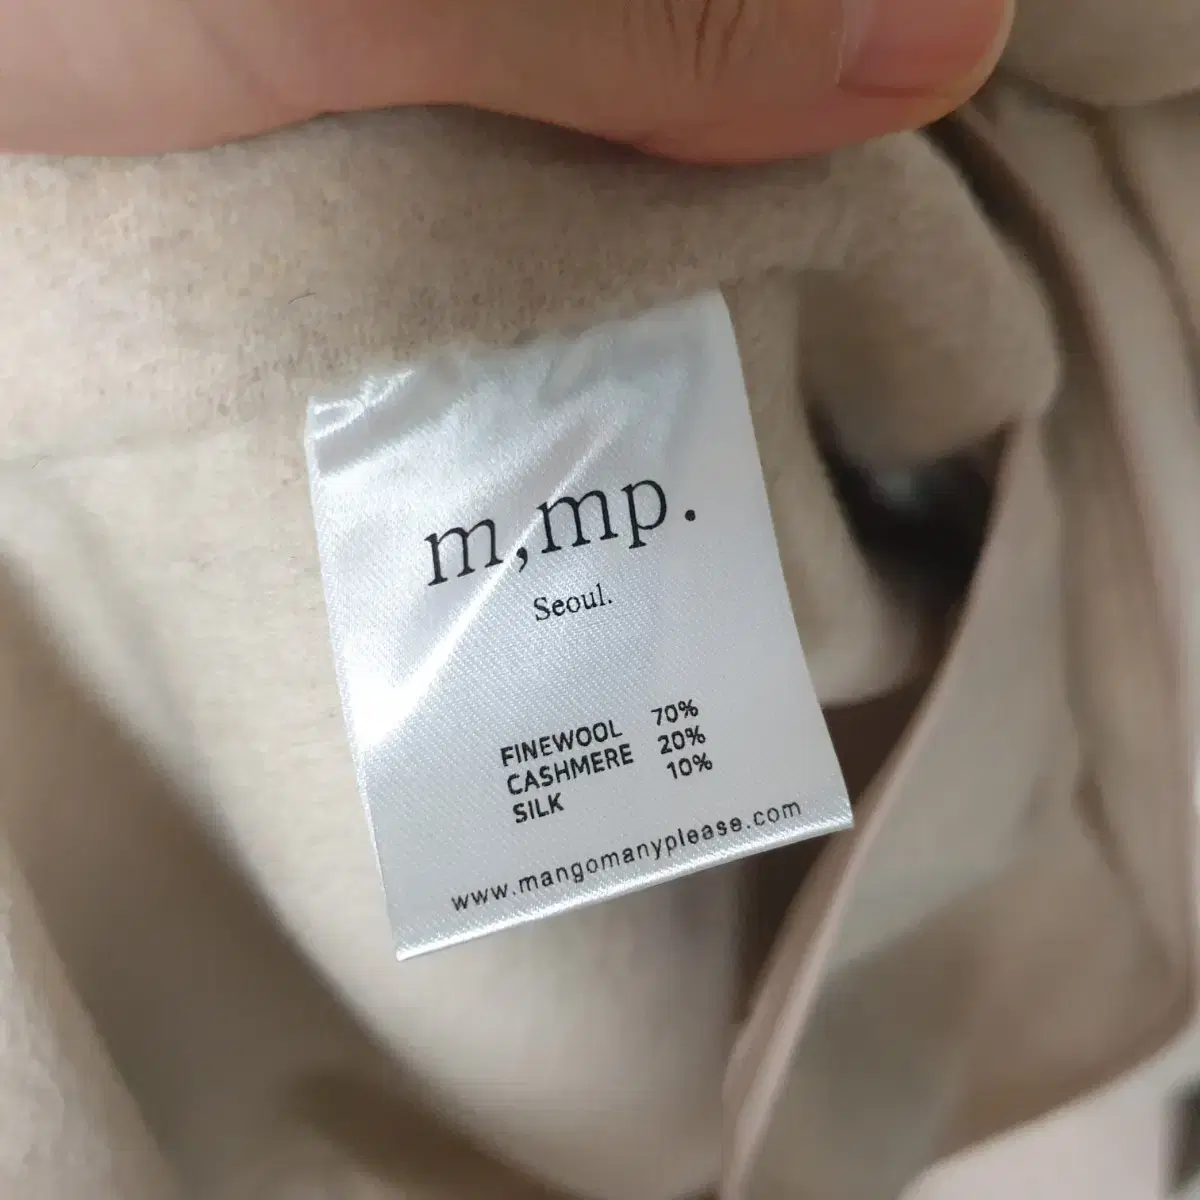 m,mp.
Seoul.
FINEWOOL 70%
CASHMERE 20%
SILK 10%
www.mangomanyplease.com